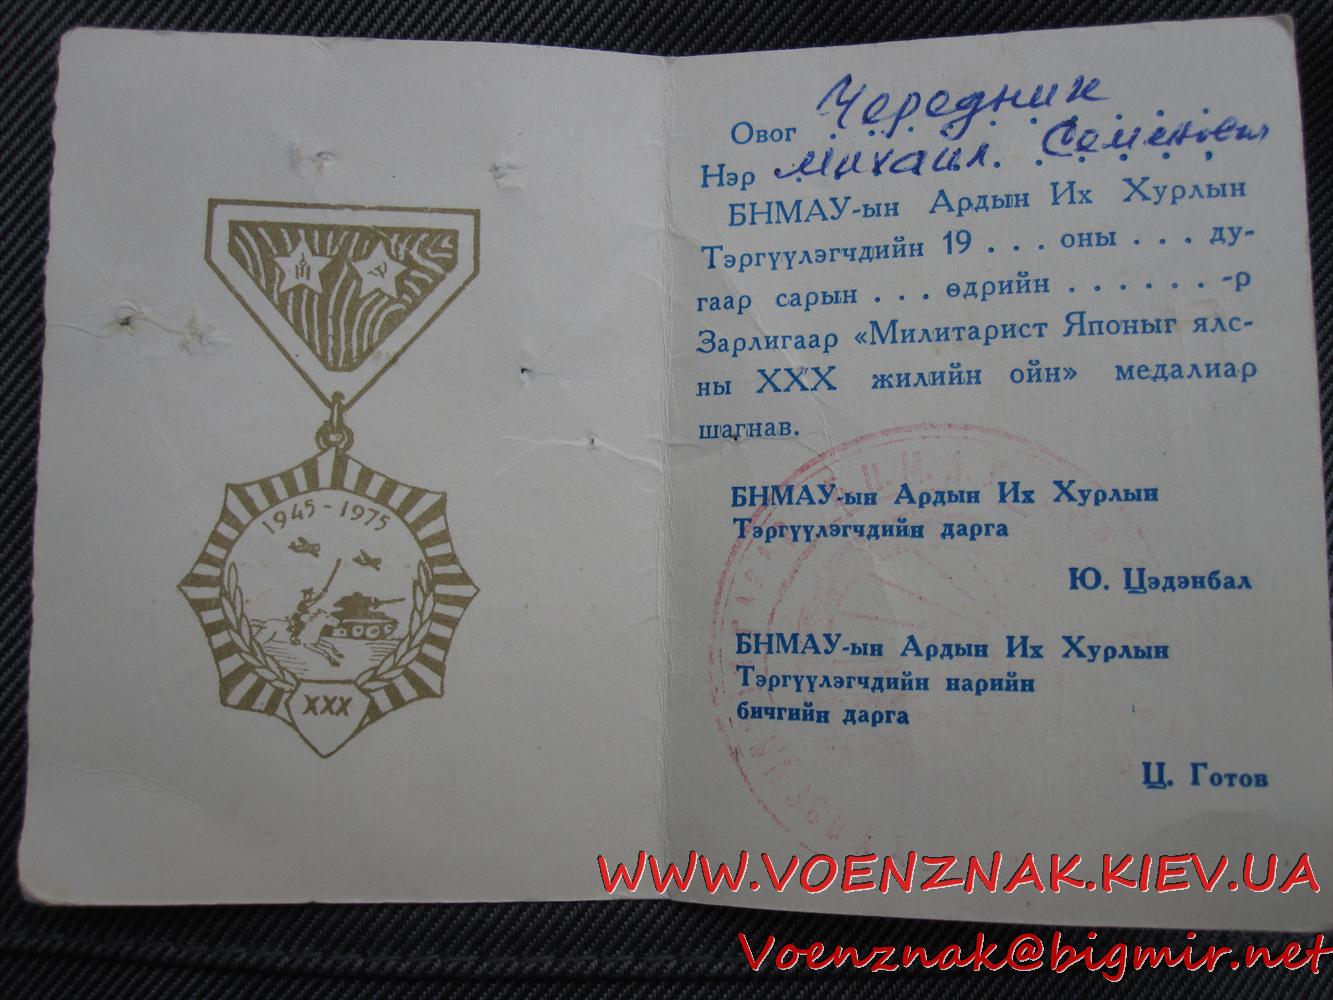 1945-1975
XXX
Овог Чередник
Нэр Михаил Семенович
БНМАУ-ын Ардын Их Хурлын
Тэргүүлэгчдийн 19 . . . оны . . . ду-
гаар сарын . . . өдрийн . . . . . . -р
Зарлигаар «Милитарист Японыг ялс-
ны XXX жилийн ойн» медалиар
шагнав.
БНМАУ-ын Ардын Их Хурлын
Тэргүүлэгчдийн дарга
Ю. Цэдэнбал
БНМАУ-ын Ардын Их Хурлын
Тэргүүлэгчдийн нарийн
бичгийн дарга
Ц. Готов
WWW.VOENZNAK.KIEV.UA
Voenznak@bigmir.net